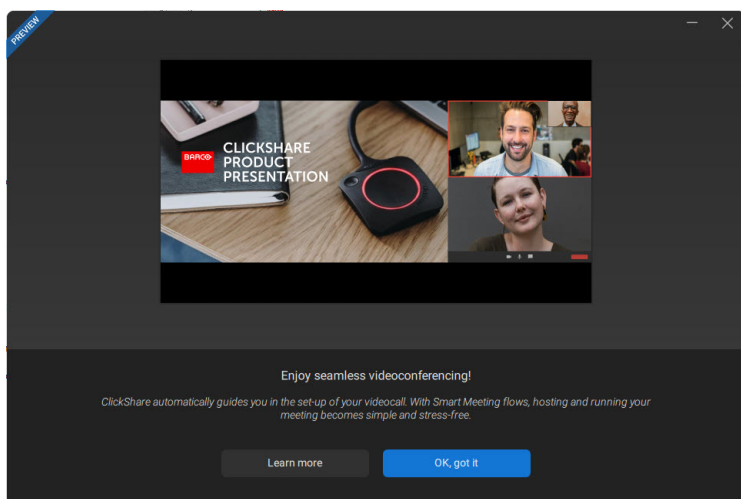 PREVIEW
BARCO
CLICKSHARE
PRODUCT
PRESENTATION
Enjoy seamless videoconferencing!
ClickShare automatically guides you in the set-up of your videocall. With Smart Meeting flows, hosting and running your
meeting becomes simple and stress-free.
Learn more
OK, got it